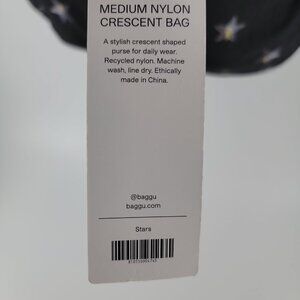 MEDIUM NYLON
CRESCENT BAG
A stylish crescent shaped
purse for daily wear.
Recycled nylon. Machine
wash, line dry. Ethically
made in China.
@baggu
baggu.com
Stars